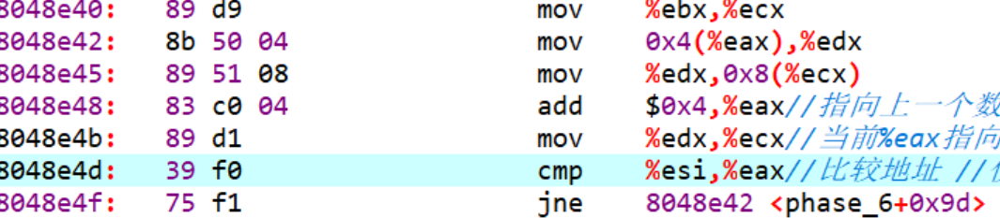 8048e40: 89 d9 mov %ebx,%ecx
8048e42: 8b 50 04 mov 0x4(%eax),%edx
8048e45: 89 51 08 mov %edx,0x8(%ecx)
8048e48: 83 c0 04 add $0x4,%eax//指向上一个数
8048e4b: 89 d1 mov %edx,%ecx//当前%eax指向
8048e4d: 39 f0 cmp %esi,%eax//比较地址 //
8048e4f: 75 f1 jne 8048e42 <phase_6+0x9d>